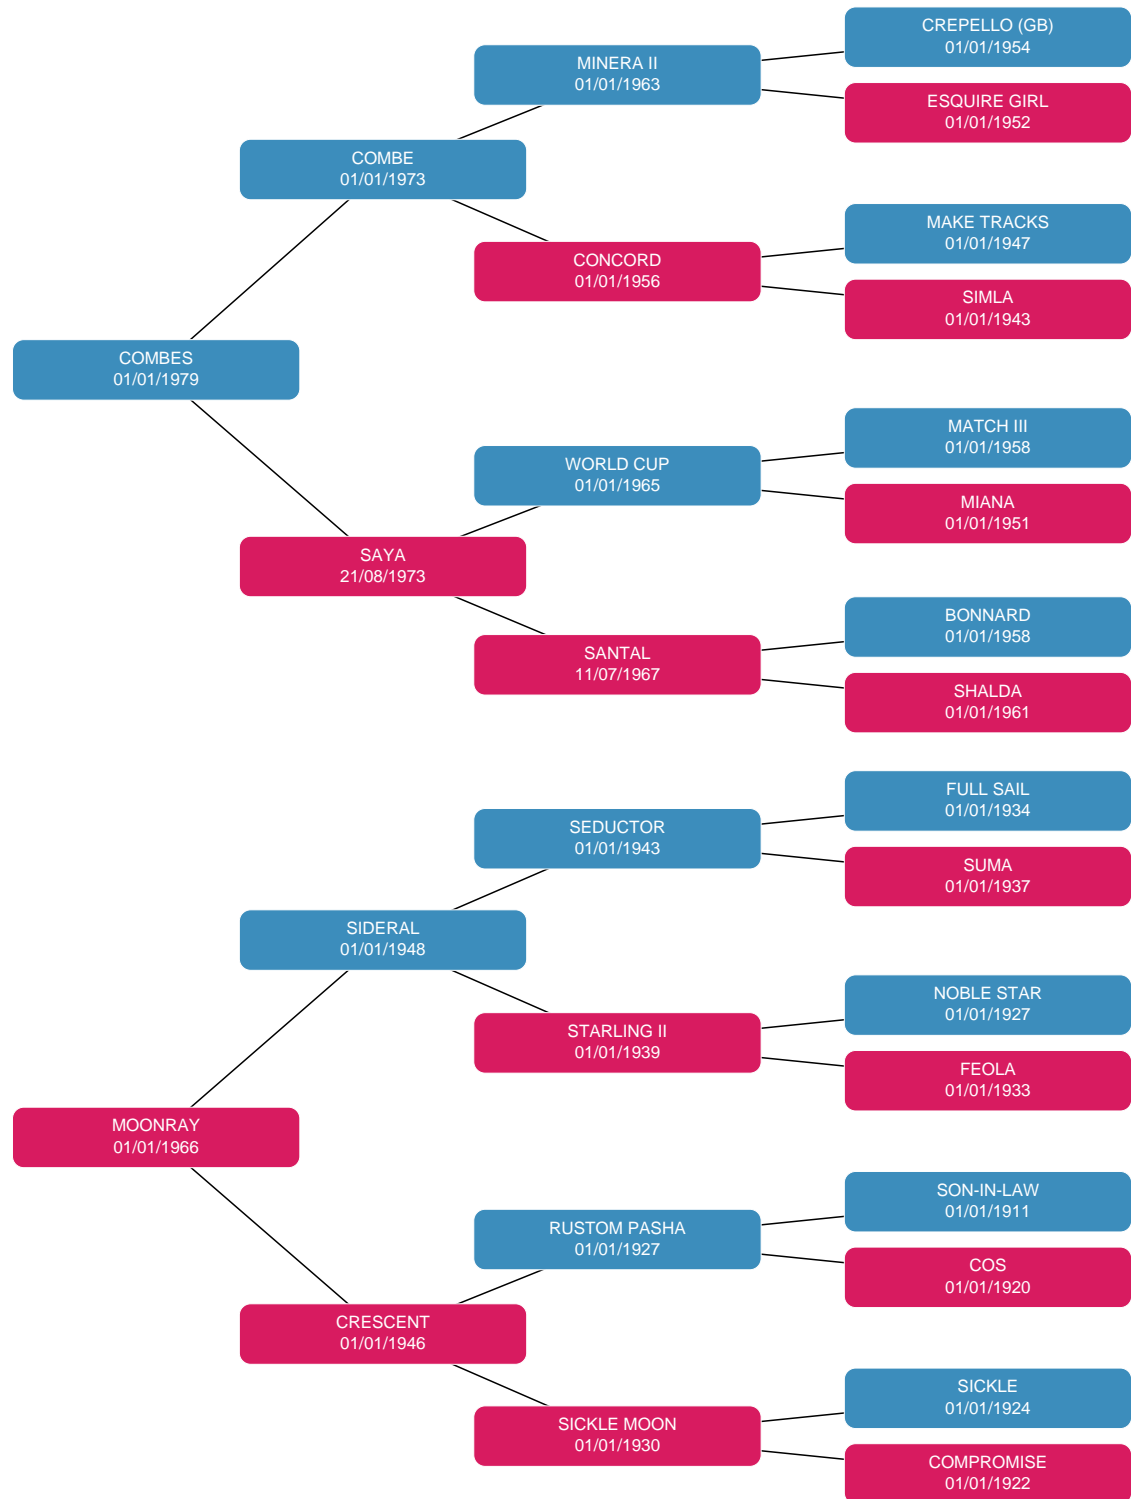 CREPELLO (GB)
01/01/1954
MINERA II
01/01/1963
ESQUIRE GIRL
01/01/1952
COMBE
01/01/1973
MAKE TRACKS
01/01/1947
CONCORD
01/01/1956
SIMLA
01/01/1943
COMBES
01/01/1979
MATCH III
01/01/1958
WORLD CUP
01/01/1965
MIANA
01/01/1951
SAYA
21/08/1973
BONNARD
01/01/1958
SANTAL
11/07/1967
SHALDA
01/01/1961
FULL SAIL
01/01/1934
SEDUCTOR
01/01/1943
SUMA
01/01/1937
SIDERAL
01/01/1948
NOBLE STAR
01/01/1927
STARLING II
01/01/1939
FEOLA
01/01/1933
MOONRAY
01/01/1966
SON-IN-LAW
01/01/1911
RUSTOM PASHA
01/01/1927
COS
01/01/1920
CRESCENT
01/01/1946
SICKLE
01/01/1924
SICKLE MOON
01/01/1930
COMPROMISE
01/01/1922